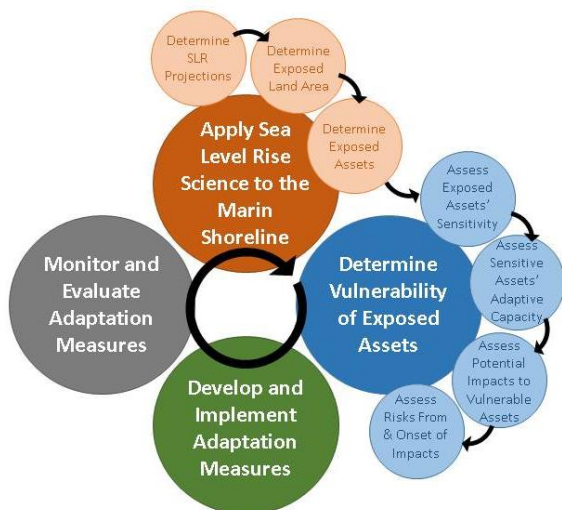 Determine
SLR
Projections
Determine
Exposed
Land Area
Determine
Exposed
Assets
Apply Sea
Level Rise
Science to the
Marin
Shoreline
Assess
Exposed
Assets'
Sensitivity
Assess
Sensitive
Assets'
Adaptive
Capacity
Monitor and
Evaluate
Adaptation
Measures
Determine
Vulnerability
of Exposed
Assets
Assess
Potential
Impacts to
Vulnerable
Assets
Assess
Risks From
& Onset of
Impacts
Develop and
Implement
Adaptation
Measures